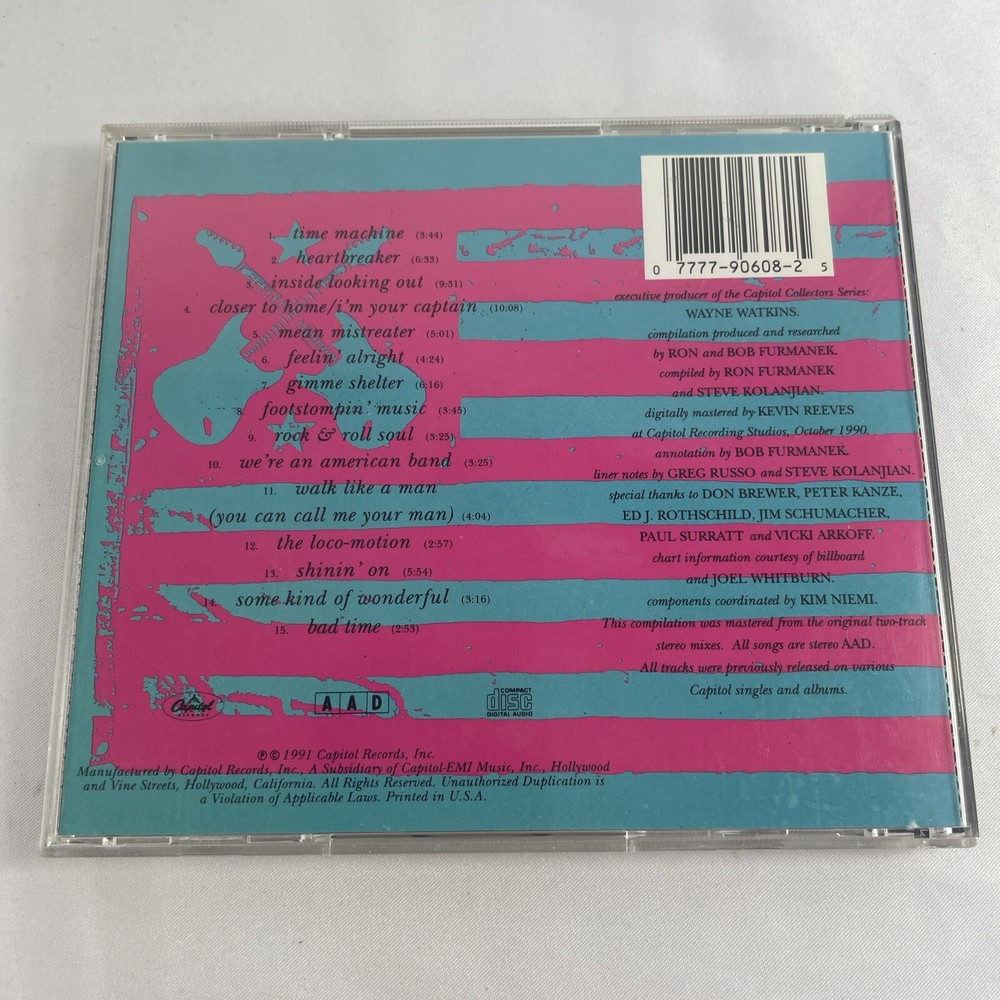 1. time machine (3:44)
2. heartbreaker (6:33)
3. inside looking out (9:31)
4. closer to home/i'm your captain (10:08)
5. mean mistreater (5:01)
6. feelin' alright (4:24)
7. gimme shelter (6:16)
8. footstompin' music (3:45)
9. rock & roll soul (3:25)
10. we're an american band (3:25)
11. walk like a man
(you can call me your man) (4:04)
12. the loco-motion (2:57)
13. shinin' on (5:54)
14. some kind of wonderful (3:16)
15. bad time (2:53)
0 7777-90608-2 5
executive producer of the Capitol Collectors Series:
WAYNE WATKINS.
compilation produced and researched
by RON and BOB FURMANEK.
compiled by RON FURMANEK
and STEVE KOLANJIAN.
digitally mastered by KEVIN REEVES
at Capitol Recording Studios, October 1990.
annotation by BOB FURMANEK.
liner notes by GREG RUSSO and STEVE KOLANJIAN.
special thanks to DON BREWER, PETER KANZE,
ED J. ROTHSCHILD, JIM SCHUMACHER,
PAUL SURRATT and VICKI ARKOFF.
chart information courtesy of billboard
and JOEL WHITBURN.
components coordinated by KIM NIEMI.
This compilation was mastered from the original two-track
stereo mixes. All songs are stereo AAD.
All tracks were previously released on various
Capitol singles and albums.
Capitol
RECORDS
AAD
COMPACT
disc
DIGITAL AUDIO
℗ © 1991 Capitol Records, Inc.
Manufactured by Capitol Records, Inc., A Subsidiary of Capitol-EMI Music, Inc., Hollywood
and Vine Streets, Hollywood, California. All Rights Reserved. Unauthorized Duplication is
a Violation of Applicable Laws. Printed in U.S.A.